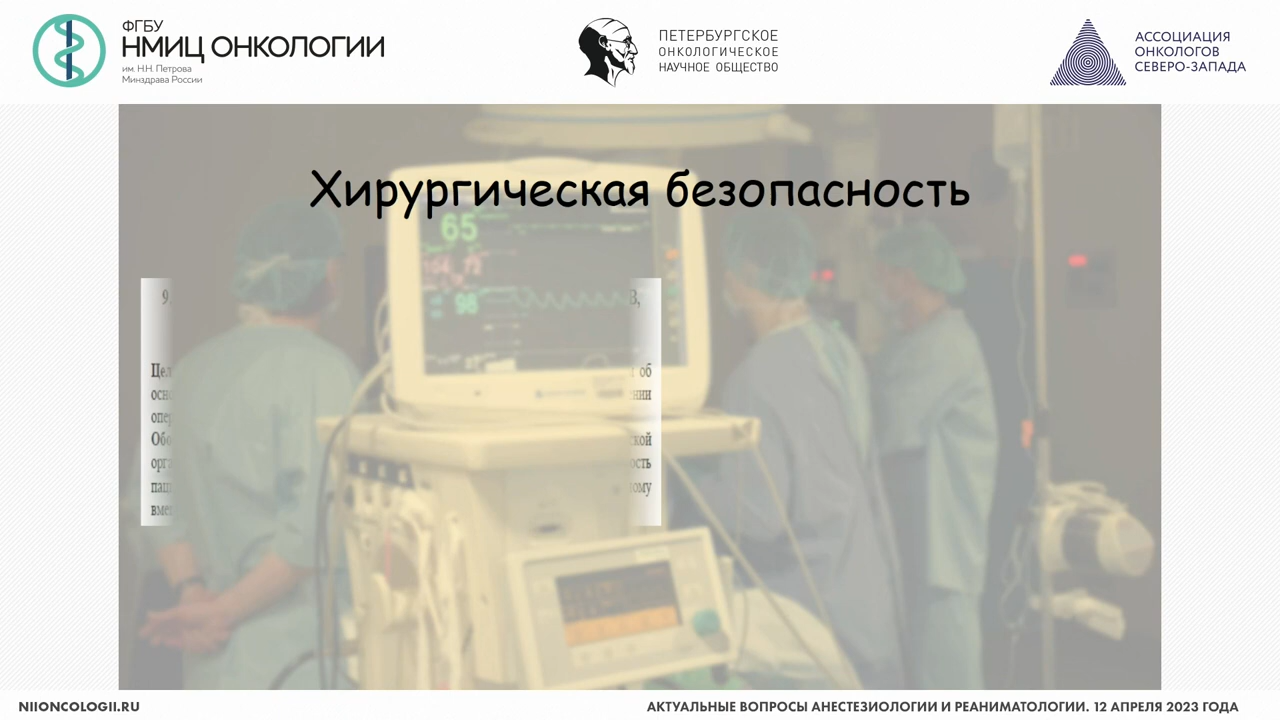 ФГБУ
НМИЦ ОНКОЛОГИИ
им. Н.Н. Петрова
Минздрава России
ПЕТЕРБУРГСКОЕ
ОНКОЛОГИЧЕСКОЕ
НАУЧНОЕ ОБЩЕСТВО
АССОЦИАЦИЯ
ОНКОЛОГОВ
СЕВЕРО-ЗАПАДА
Хирургическая безопасность
65
98
об
NIIONCOLOGII.RU
АКТУАЛЬНЫЕ ВОПРОСЫ АНЕСТЕЗИОЛОГИИ И РЕАНИМАТОЛОГИИ. 12 АПРЕЛЯ 2023 ГОДА